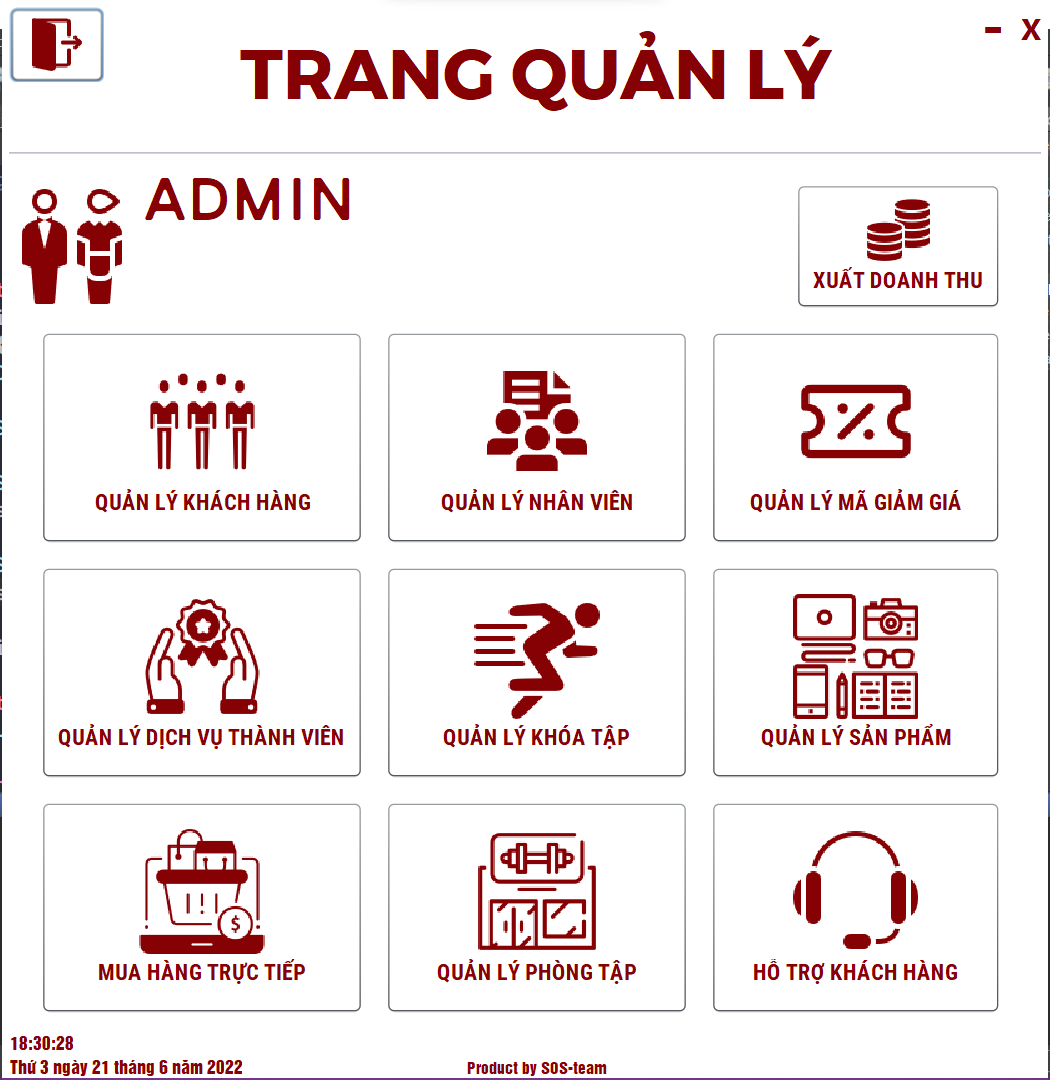 – X
TRANG QUẢN LÝ
ADMIN
XUẤT DOANH THU
QUẢN LÝ KHÁCH HÀNG
QUẢN LÝ NHÂN VIÊN
QUẢN LÝ MÃ GIẢM GIÁ
QUẢN LÝ DỊCH VỤ THÀNH VIÊN
QUẢN LÝ KHÓA TẬP
QUẢN LÝ SẢN PHẨM
MUA HÀNG TRỰC TIẾP
QUẢN LÝ PHÒNG TẬP
HỖ TRỢ KHÁCH HÀNG
18:30:28
Thứ 3 ngày 21 tháng 6 năm 2022
Product by SOS-team